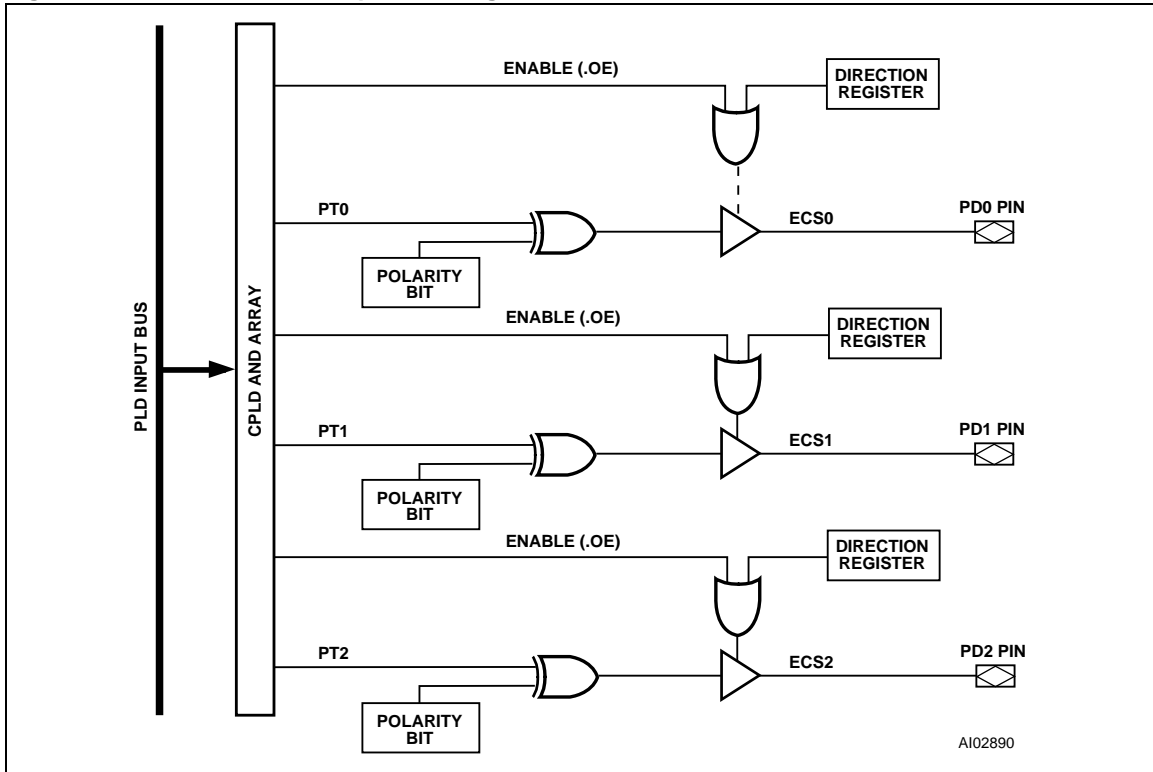 ENABLE (.OE)
DIRECTION
REGISTER
PT0
ECS0
PD0 PIN
POLARITY
BIT
ENABLE (.OE)
DIRECTION
REGISTER
PLD INPUT BUS
CPLD AND ARRAY
PT1
ECS1
PD1 PIN
POLARITY
BIT
ENABLE (.OE)
DIRECTION
REGISTER
PT2
ECS2
PD2 PIN
POLARITY
BIT
AI02890